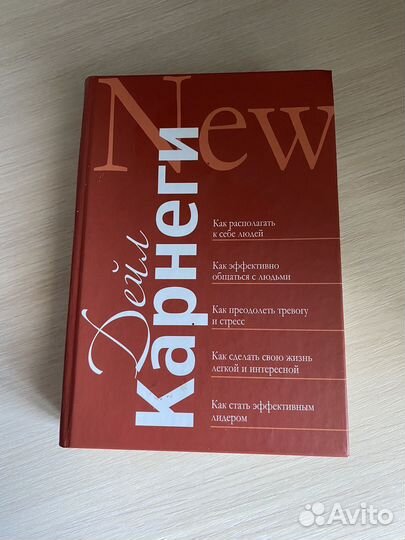 New
Дейл
Карнеги
Как располагать
к себе людей
Как эффективно
общаться с людьми
Как преодолеть тревогу
и стресс
Как сделать свою жизнь
легкой и интересной
Как стать эффективным
лидером
Avito